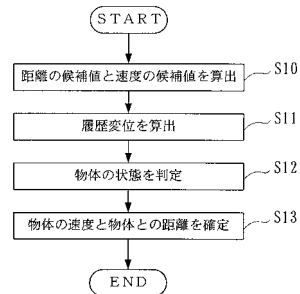 START
距離の候補値と速度の候補値を算出
S10
履歴変位を算出
S11
物体の状態を判定
S12
物体の速度と物体との距離を確定
S13
END